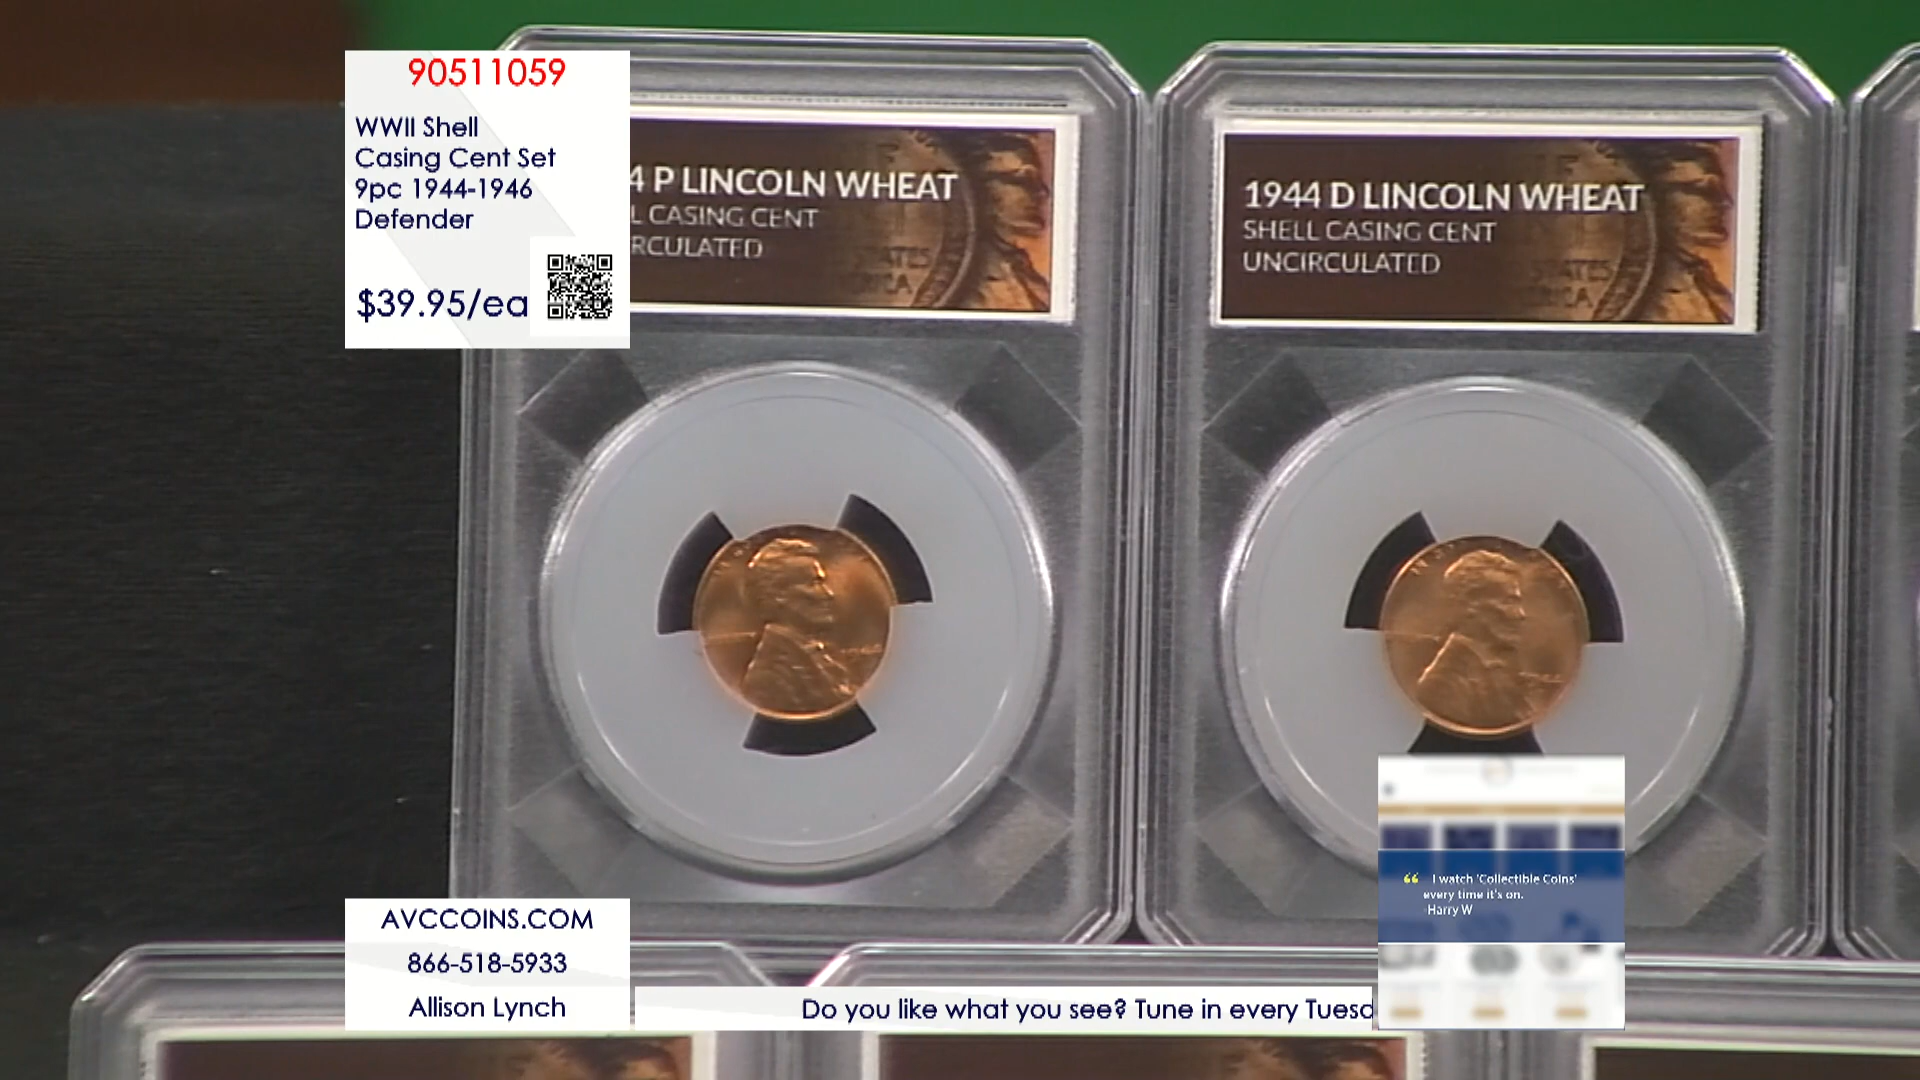 90511059
WWII Shell
Casing Cent Set
9pc 1944-1946
Defender
$39.95/ea
4 P LINCOLN WHEAT
L CASING CENT
RCULATED
1944 D LINCOLN WHEAT
SHELL CASING CENT
UNCIRCULATED
“ I watch 'Collectible Coins'
every time it's on.
-Harry W
AVCCOINS.COM
866-518-5933
Allison Lynch
Do you like what you see? Tune in every Tuesd